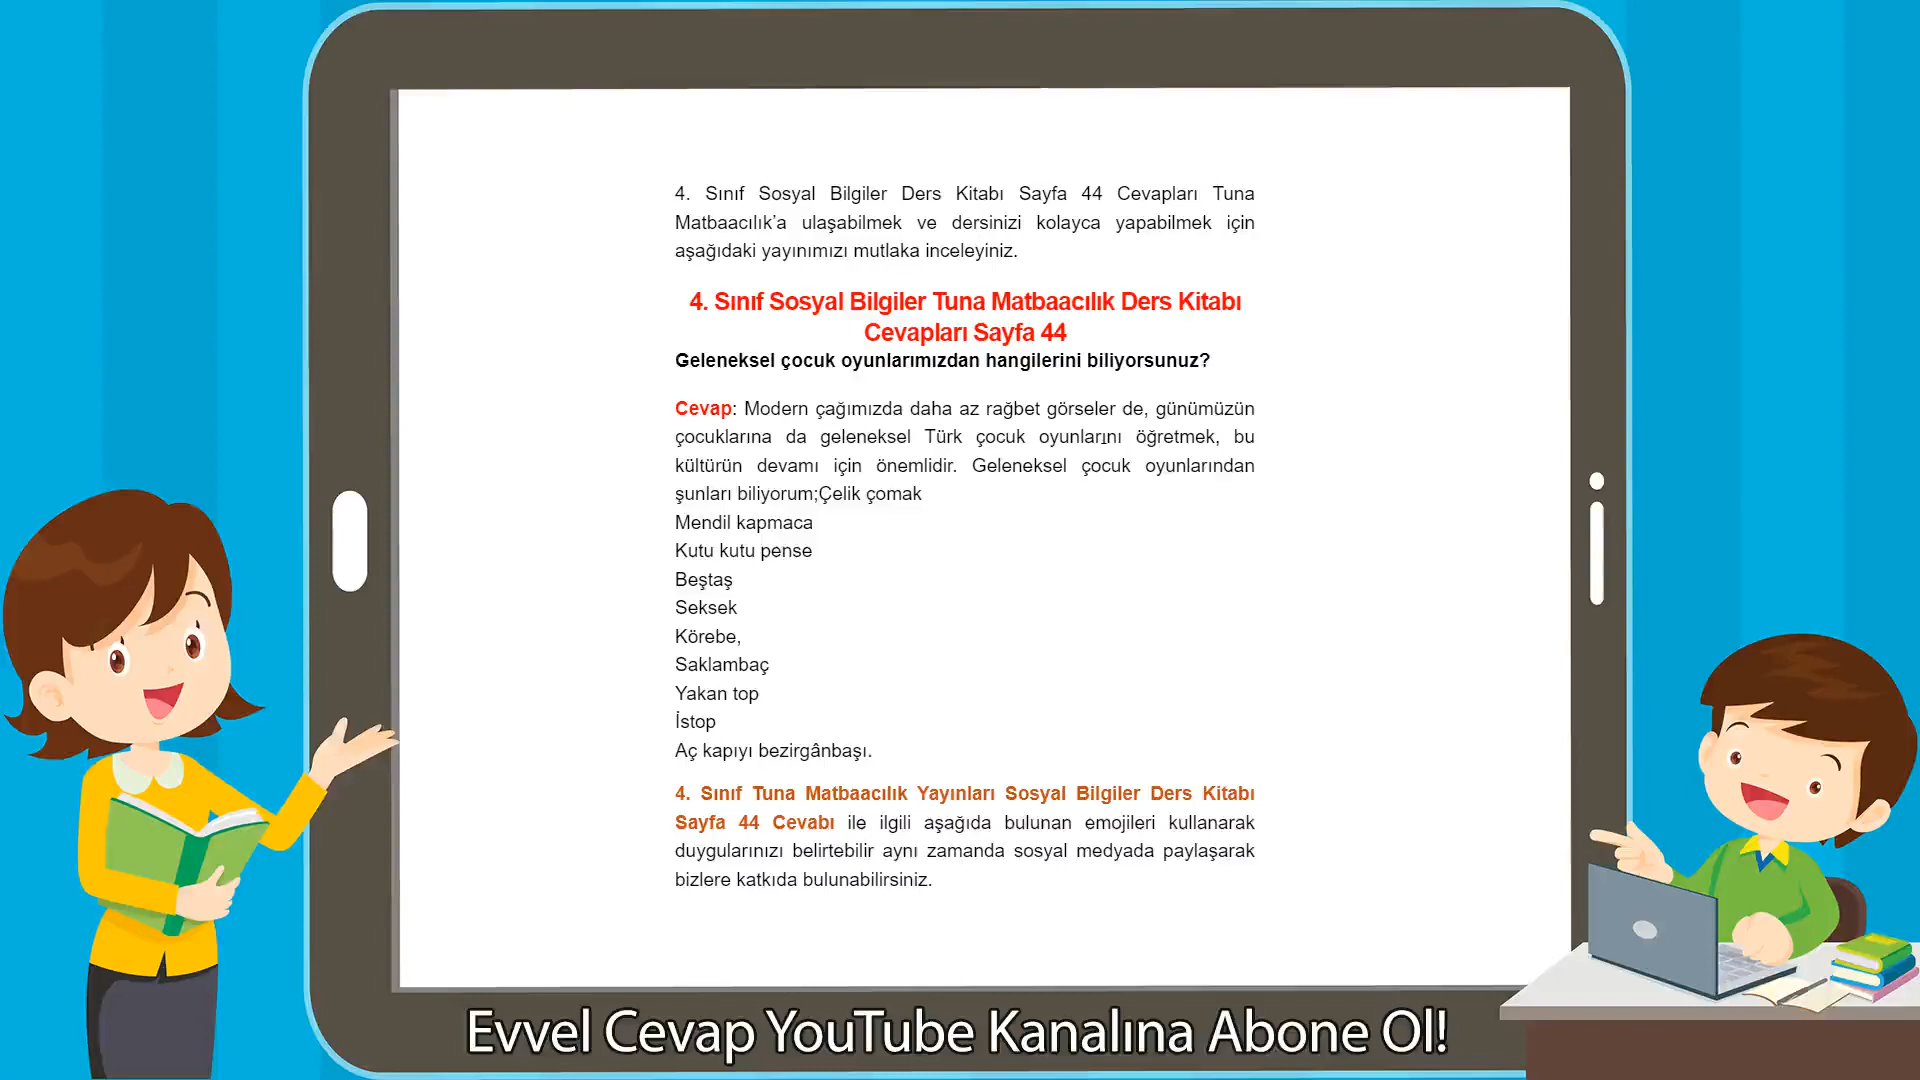 4. Sınıf Sosyal Bilgiler Ders Kitabı Sayfa 44 Cevapları Tuna
Matbaacılık’a ulaşabilmek ve dersinizi kolayca yapabilmek için
aşağıdaki yayınımızı mutlaka inceleyiniz.
4. Sınıf Sosyal Bilgiler Tuna Matbaacılık Ders Kitabı
Cevapları Sayfa 44
Geleneksel çocuk oyunlarımızdan hangilerini biliyorsunuz?
Cevap: Modern çağımızda daha az rağbet görseler de, günümüzün
çocuklarına da geleneksel Türk çocuk oyunlarını öğretmek, bu
kültürün devamı için önemlidir. Geleneksel çocuk oyunlarından
şunları biliyorum;Çelik çomak
Mendil kapmaca
Kutu kutu pense
Beştaş
Seksek
Körebe,
Saklambaç
Yakan top
İstop
Aç kapıyı bezirgânbaşı.
4. Sınıf Tuna Matbaacılık Yayınları Sosyal Bilgiler Ders Kitabı
Sayfa 44 Cevabı ile ilgili aşağıda bulunan emojileri kullanarak
duygularınızı belirtebilir aynı zamanda sosyal medyada paylaşarak
bizlere katkıda bulunabilirsiniz.
Evvel Cevap YouTube Kanalına Abone Ol!